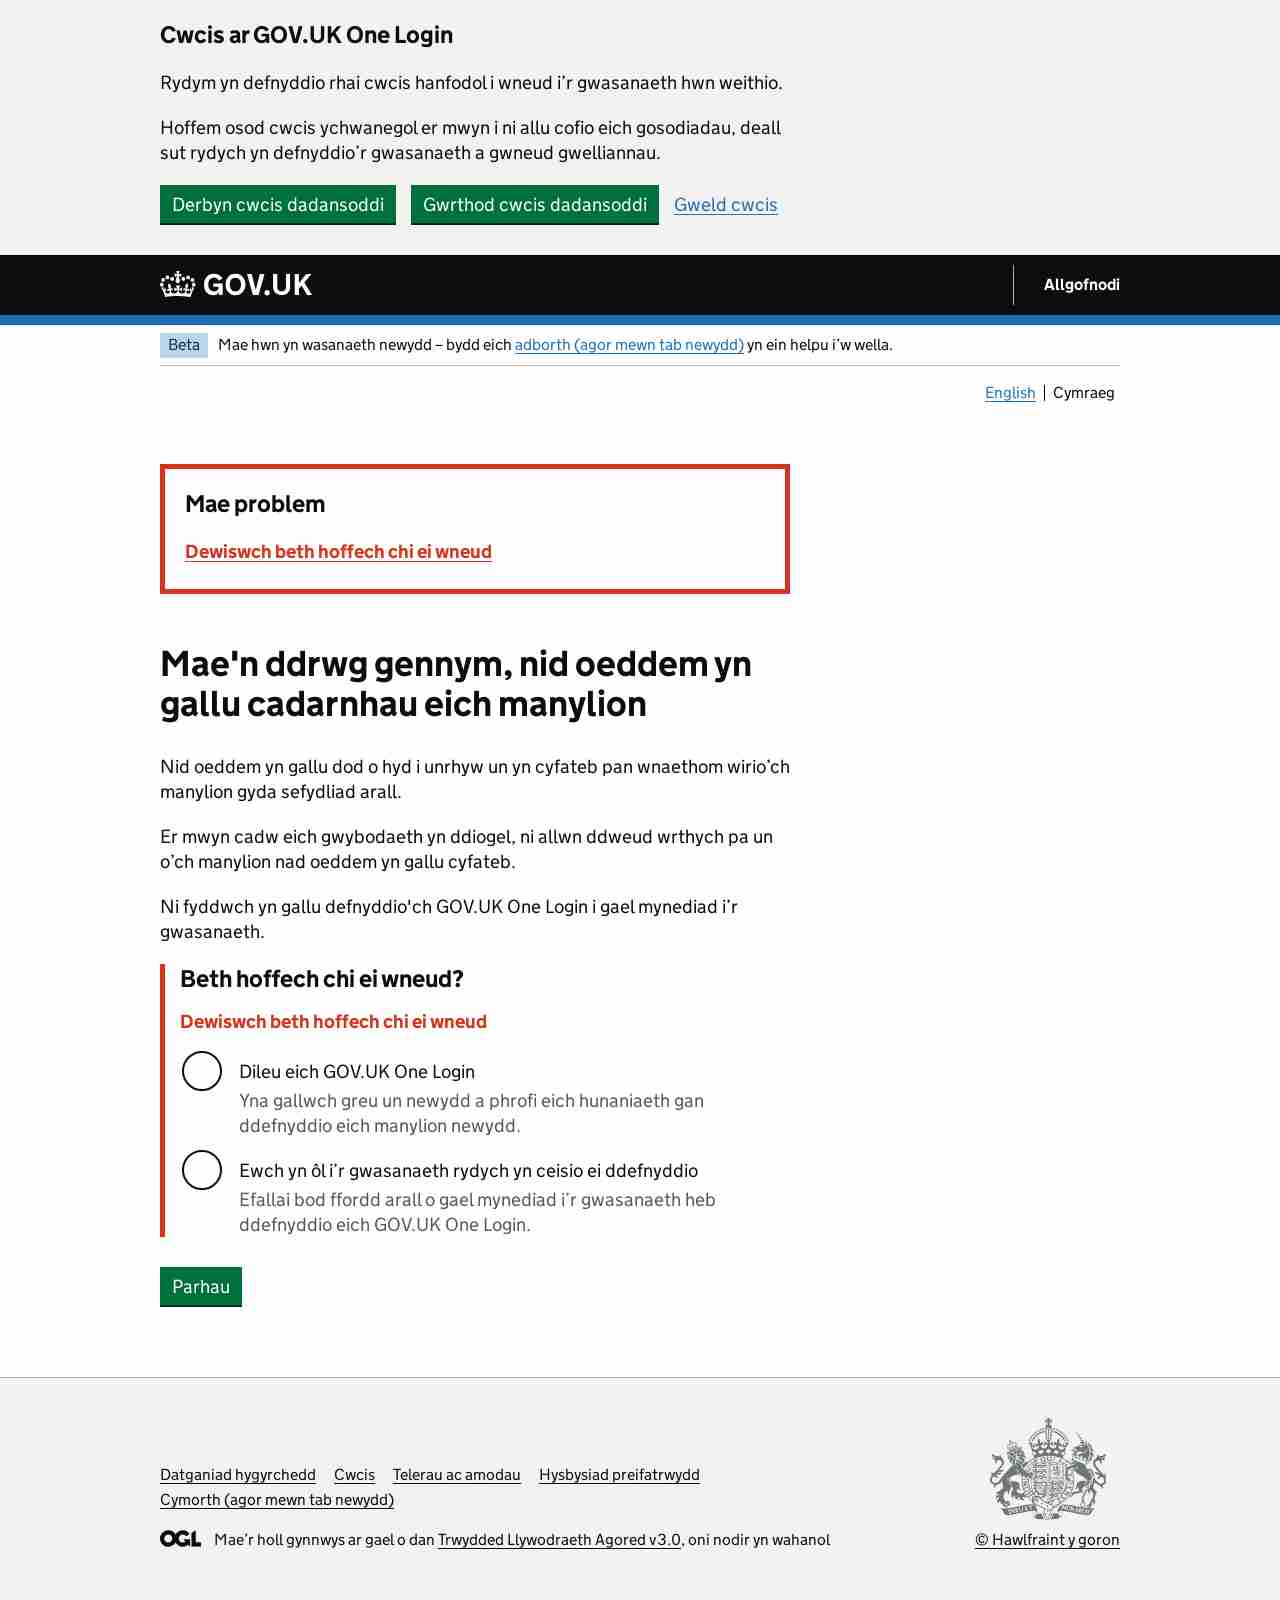 Cwcis ar GOV.UK One Login
Rydym yn defnyddio rhai cwcis hanfodol i wneud i’r gwasanaeth hwn weithio.
Hoffem osod cwcis ychwanegol er mwyn i ni allu cofio eich gosodiadau, deall
sut rydych yn defnyddio’r gwasanaeth a gwneud gwelliannau.
Derbyn cwcis dadansoddi Gwrthod cwcis dadansoddi Gweld cwcis
GOV.UK Allgofnodi
Beta Mae hwn yn wasanaeth newydd – bydd eich adborth (agor mewn tab newydd) yn ein helpu i’w wella.
English Cymraeg
Mae problem
Dewiswch beth hoffech chi ei wneud
Mae'n ddrwg gennym, nid oeddem yn
gallu cadarnhau eich manylion
Nid oeddem yn gallu dod o hyd i unrhyw un yn cyfateb pan wnaethom wirio’ch
manylion gyda sefydliad arall.
Er mwyn cadw eich gwybodaeth yn ddiogel, ni allwn ddweud wrthych pa un
o’ch manylion nad oeddem yn gallu cyfateb.
Ni fyddwch yn gallu defnyddio'ch GOV.UK One Login i gael mynediad i’r
gwasanaeth.
Beth hoffech chi ei wneud?
Dewiswch beth hoffech chi ei wneud
Dileu eich GOV.UK One Login
Yna gallwch greu un newydd a phrofi eich hunaniaeth gan
ddefnyddio eich manylion newydd.
Ewch yn ôl i’r gwasanaeth rydych yn ceisio ei ddefnyddio
Efallai bod ffordd arall o gael mynediad i’r gwasanaeth heb
ddefnyddio eich GOV.UK One Login.
Parhau
Datganiad hygyrchedd Cwcis Telerau ac amodau Hysbysiad preifatrwydd
Cymorth (agor mewn tab newydd)
OGL Mae’r holl gynnwys ar gael o dan Trwydded Llywodraeth Agored v3.0, oni nodir yn wahanol
© Hawlfraint y goron